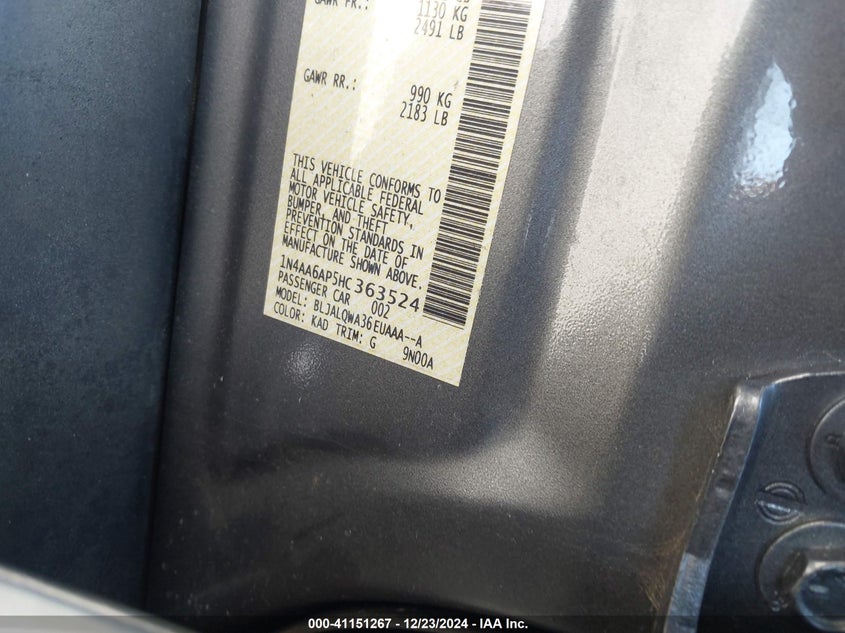 GAWR FR.: 1130 KG
2491 LB
GAWR RR.: 990 KG
2183 LB
THIS VEHICLE CONFORMS TO
ALL APPLICABLE FEDERAL
MOTOR VEHICLE SAFETY,
BUMPER, AND THEFT
PREVENTION STANDARDS IN
EFFECT ON THE DATE OF
MANUFACTURE SHOWN ABOVE.
1N4AA6AP5HC363524
PASSENGER CAR 002
MODEL: BLJALQWA36EUAAA--A
COLOR: KAD TRIM: G 9N00A
000-41151267 - 12/23/2024 - IAA Inc.